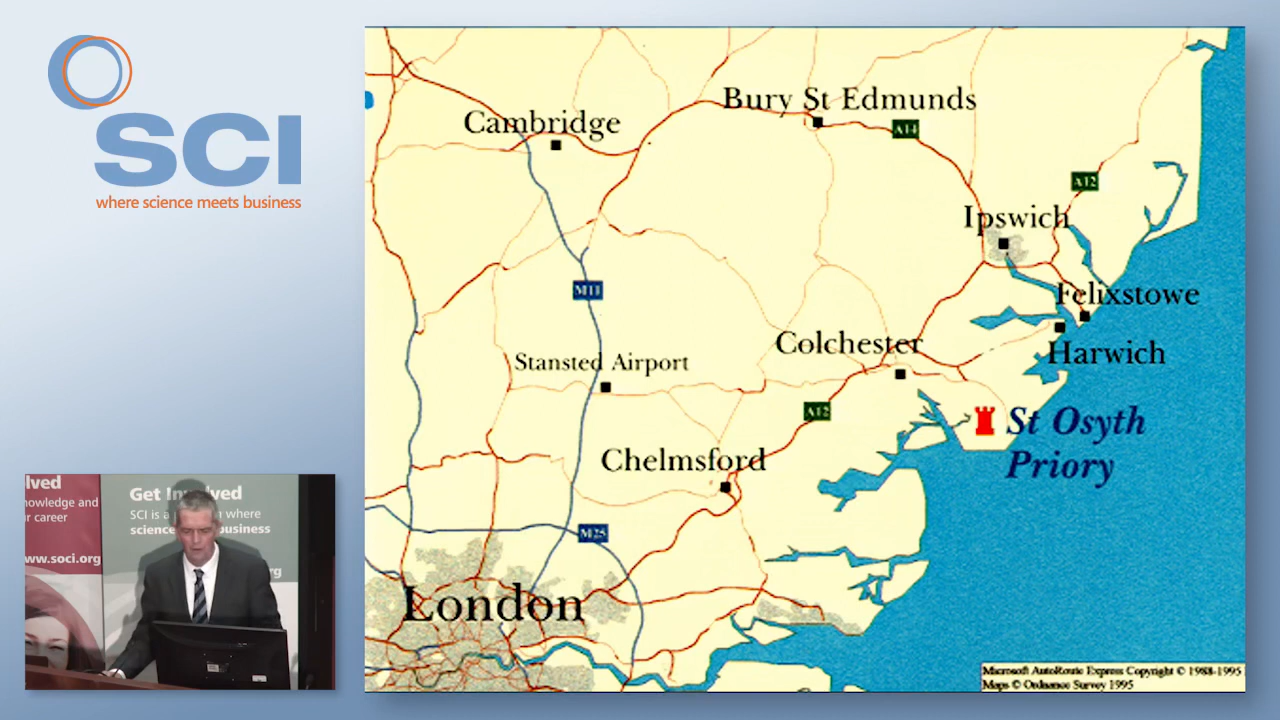 SCI
where science meets business
Cambridge
Bury St Edmunds
A14
A12
Ipswich
M11
Felixstowe
Colchester
Harwich
Stansted Airport
A12
St Osyth
Priory
Chelmsford
M25
London
Microsoft AutoRoute Express Copyright © 1988-1995
Maps © Ordnance Survey 1995
Get Involved
SCI is a where
science business
knowledge and
career
www.soci.org